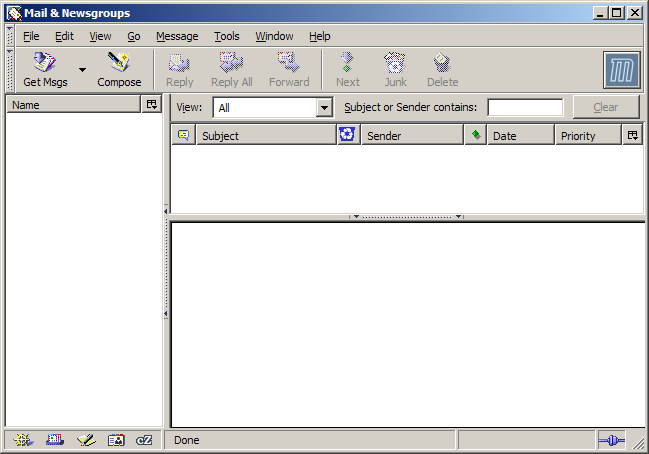 Mail & Newsgroups
File Edit View Go Message Tools Window Help
Get Msgs Compose Reply Reply All Forward Next Junk Delete
Name
View: All Subject or Sender contains: Clear
Subject Sender Date Priority
cZ Done